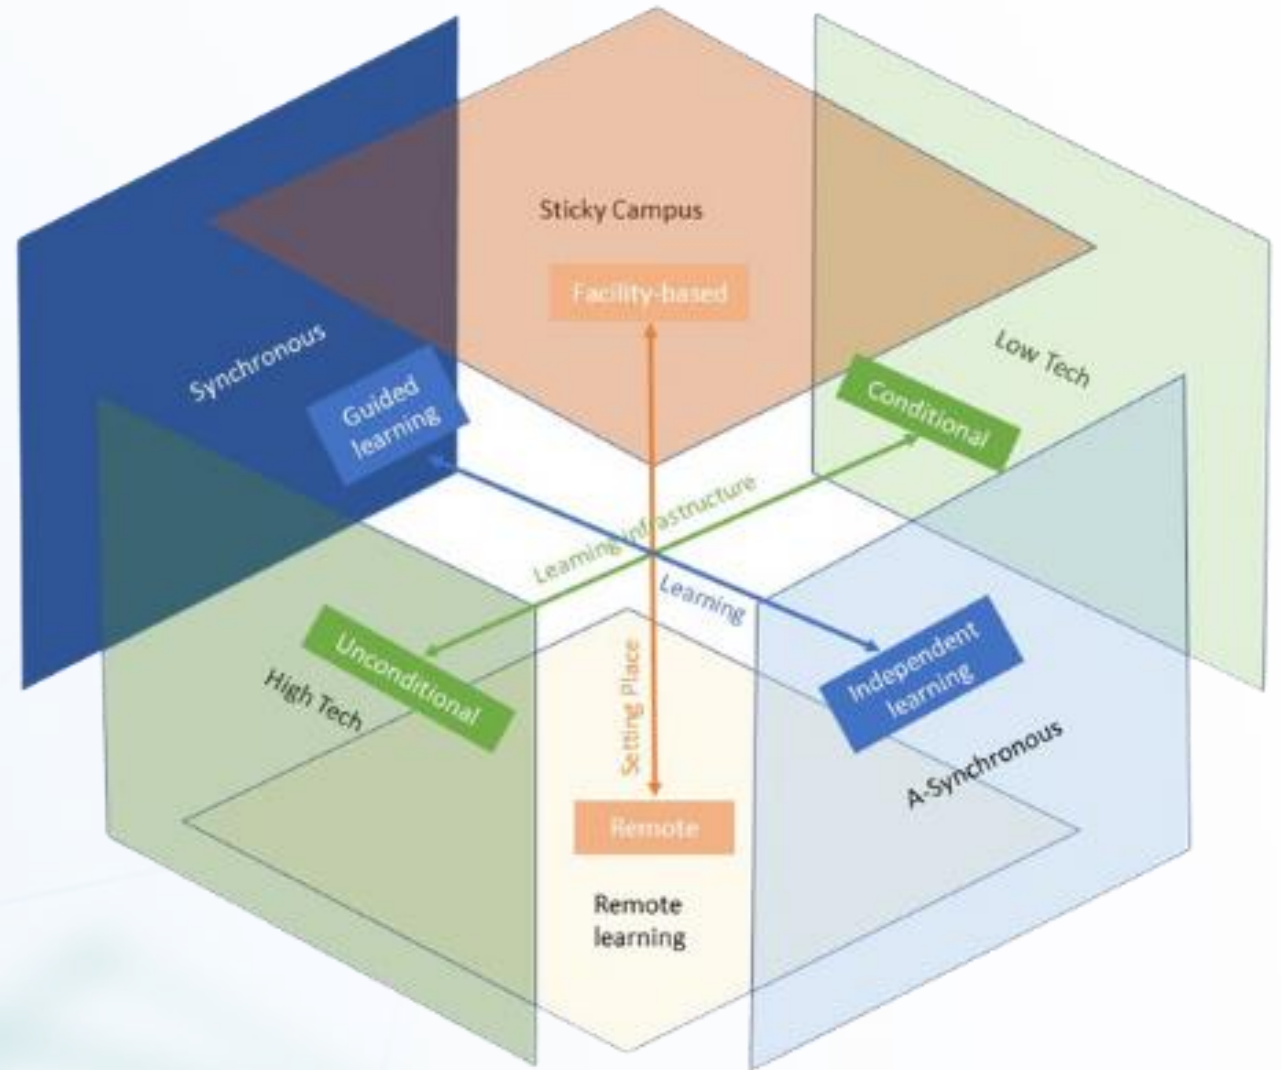 Sticky Campus
Facility-based
Synchronous
Guided
learning
Low Tech
Conditional
Learning infrastructure
Learning
Unconditional
High Tech
Setting Place
Independent
learning
A-Synchronous
Remote
Remote
learning